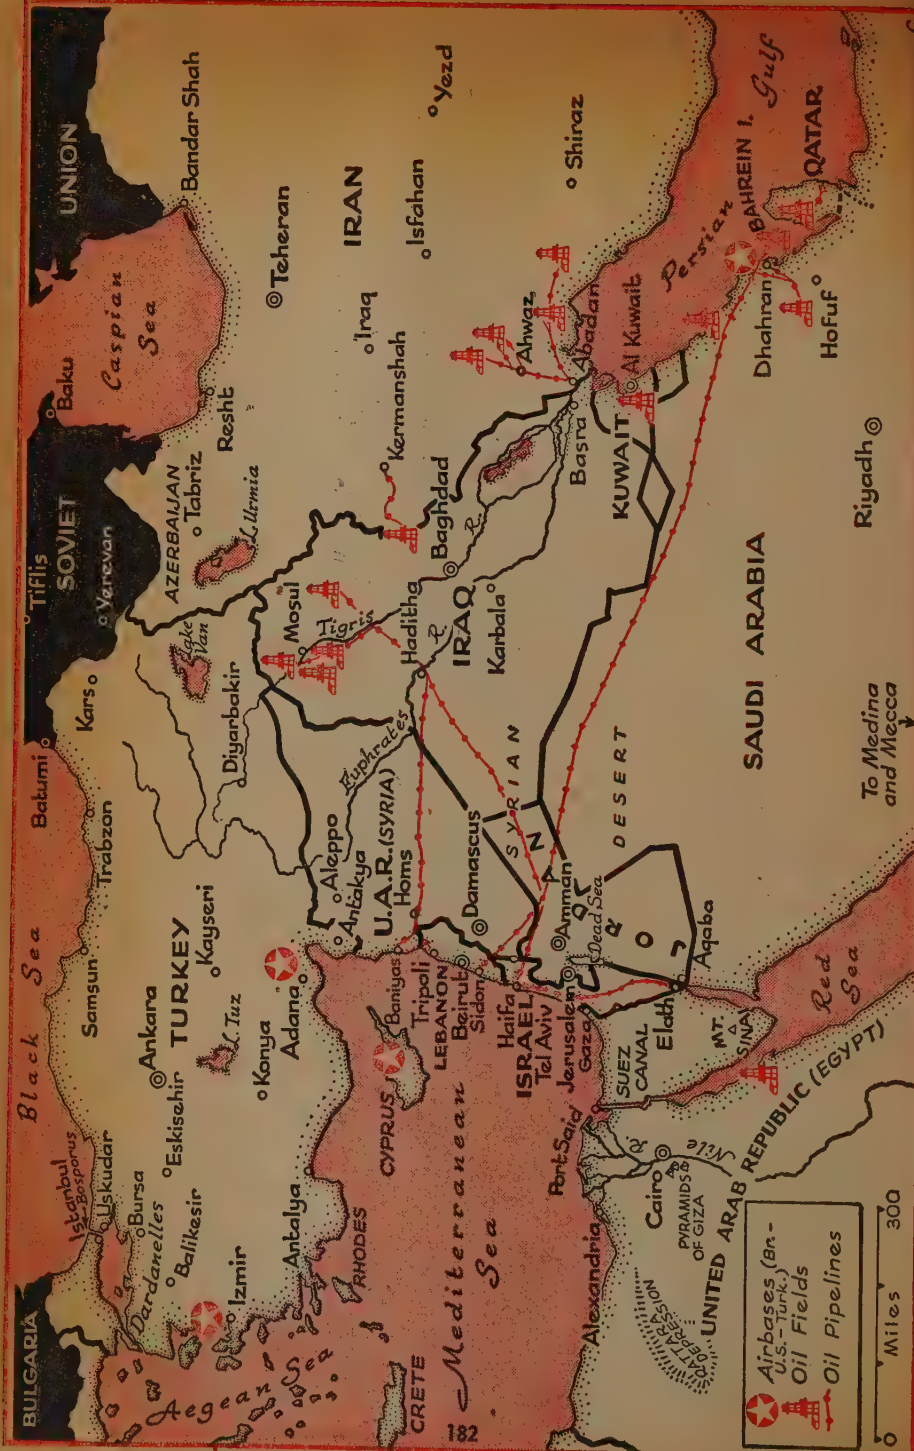 BULGARIA
Black Sea
Istanbul
Bosporus
Uskudar
Bursa
Dardanelles
Balikesir
Eskisehir
Izmir
Antalya
Aegean Sea
RHODES
CRETE
Samsun
Trabzon
Batumi
Ankara
TURKEY
Kayseri
L. Tuz
Konya
Adana
Kars
Diyarbakir
Lake
Van
Tiflis
SOVIET
UNION
Yerevan
Baku
Caspian
Sea
Bandar Shah
AZERBAIJAN
Tabriz
L. Urmia
Resht
Teheran
IRAN
Yezd
Isfahan
Iraq
Kermanshah
Shiraz
Ahwaz
Abadan
Mosul
Tigris
R.
Haditha
Baghdad
R.
IRAQ
Karbala
Basra
Euphrates
Aleppo
Antakya
U.A.R. (SYRIA)
Homs
Damascus
SYRIAN
DESERT
Baniyas
Tripoli
LEBANON
Beirut
Sidon
CYPRUS
Mediterranean
Sea
Haifa
ISRAEL
Tel Aviv
Jerusalem
Gaza
Amman
Dead Sea
JORDAN
Aqaba
Elath
SUEZ
CANAL
MT.
SINAI
Red
Sea
Port Said
Alexandria
Cairo
Nile
R.
PYRAMIDS
OF GIZA
QATTARA
DEPRESSION
UNITED ARAB REPUBLIC (EGYPT)
KUWAIT
Al Kuwait
Persian Gulf
BAHREIN I.
QATAR
Dhahran
Hofuf
Riyadh
SAUDI ARABIA
To Medina
and Mecca
Airbases (Br.-
U.S.-Turk.)
Oil Fields
Oil Pipelines
0 Miles 300
182